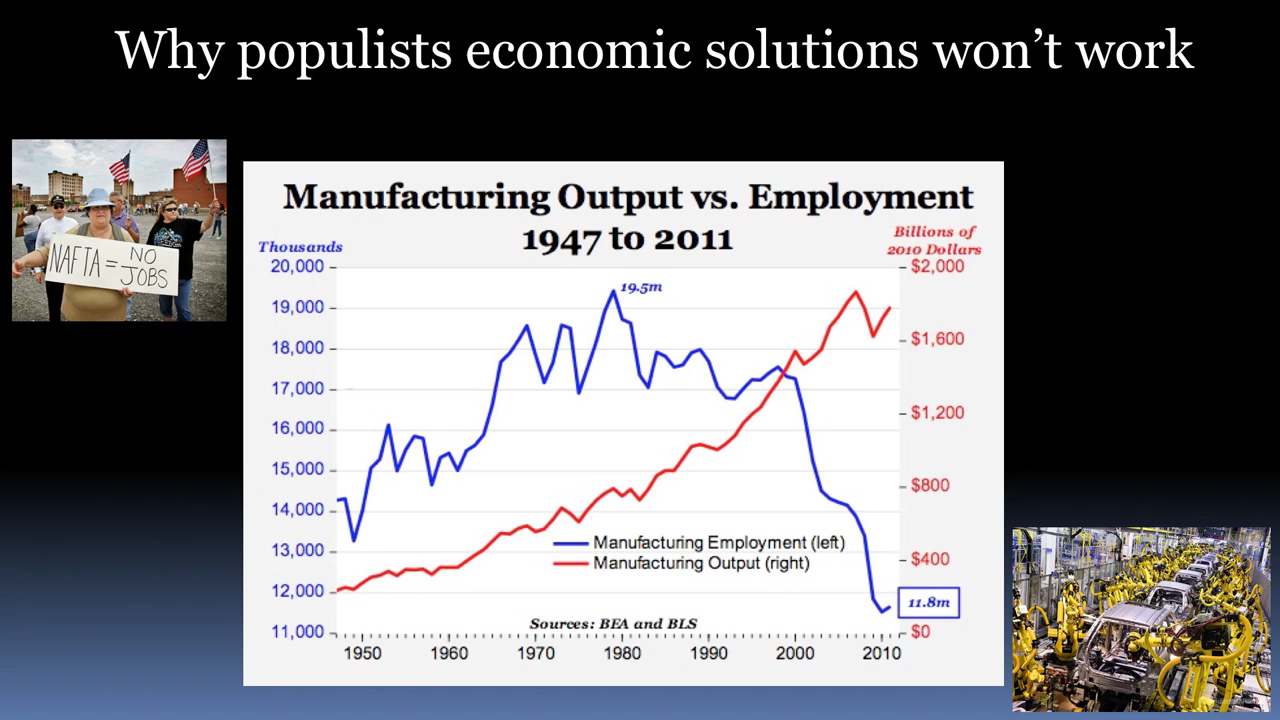 Why populists economic solutions won't work
NAFTA = NO JOBS
Manufacturing Output vs. Employment
1947 to 2011
Thousands
Billions of
2010 Dollars
20,000
19,000
18,000
17,000
16,000
15,000
14,000
13,000
12,000
11,000
$2,000
$1,600
$1,200
$800
$400
$0
19.5m
11.8m
Manufacturing Employment (left)
Manufacturing Output (right)
Sources: BEA and BLS
1950 1960 1970 1980 1990 2000 2010